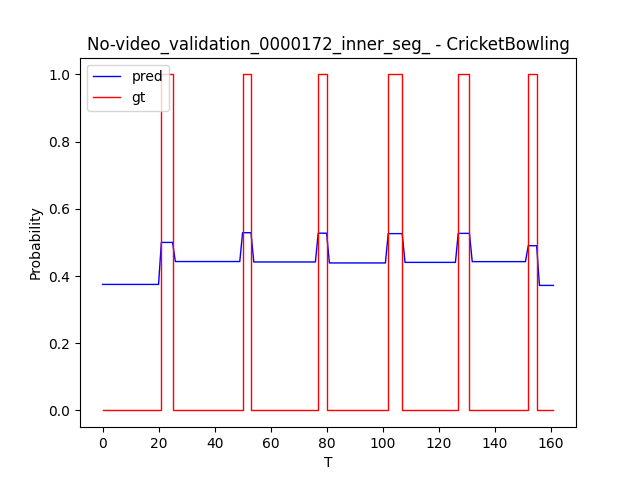 No-video_validation_0000172_inner_seg_ - CricketBowling
pred
gt
1.0
0.8
0.6
0.4
0.2
0.0
Probability
0 20 40 60 80 100 120 140 160
T